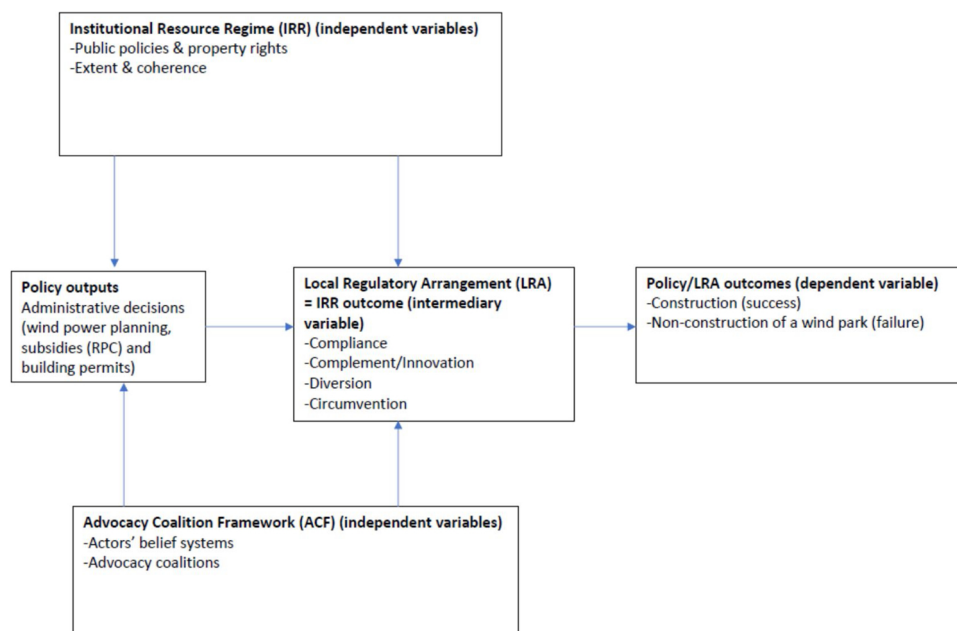 Institutional Resource Regime (IRR) (independent variables)
-Public policies & property rights
-Extent & coherence
Policy outputs
Administrative decisions
(wind power planning,
subsidies (RPC) and
building permits)
Local Regulatory Arrangement (LRA)
= IRR outcome (intermediary
variable)
-Compliance
-Complement/Innovation
-Diversion
-Circumvention
Policy/LRA outcomes (dependent variable)
-Construction (success)
-Non-construction of a wind park (failure)
Advocacy Coalition Framework (ACF) (independent variables)
-Actors’ belief systems
-Advocacy coalitions